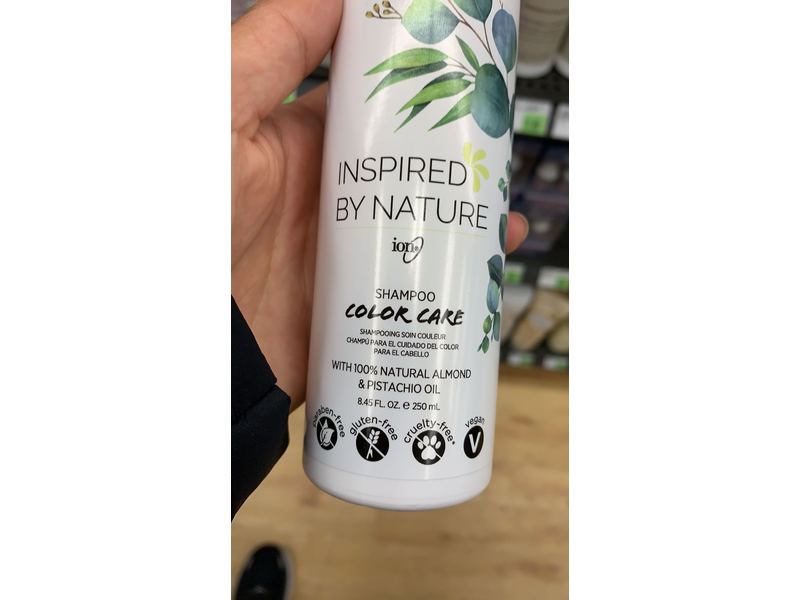 INSPIRED
BY NATURE
ion®
SHAMPOO
COLOR CARE
SHAMPOOING SOIN COULEUR
CHAMPÚ PARA EL CUIDADO DEL COLOR
PARA EL CABELLO
WITH 100% NATURAL ALMOND
& PISTACHIO OIL
8.45 FL. OZ. e 250 mL
paraben-free
gluten-free
cruelty-free*
vegan
V